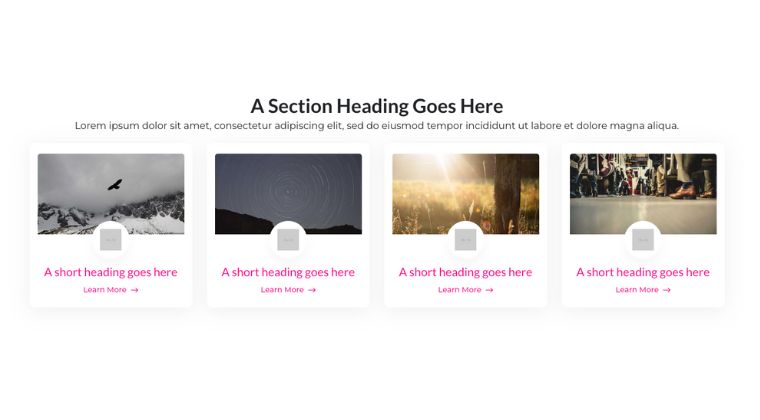 A Section Heading Goes Here
Lorem ipsum dolor sit amet, consectetur adipiscing elit, sed do eiusmod tempor incididunt ut labore et dolore magna aliqua.
A short heading goes here
Learn More →
A short heading goes here
Learn More →
A short heading goes here
Learn More →
A short heading goes here
Learn More →